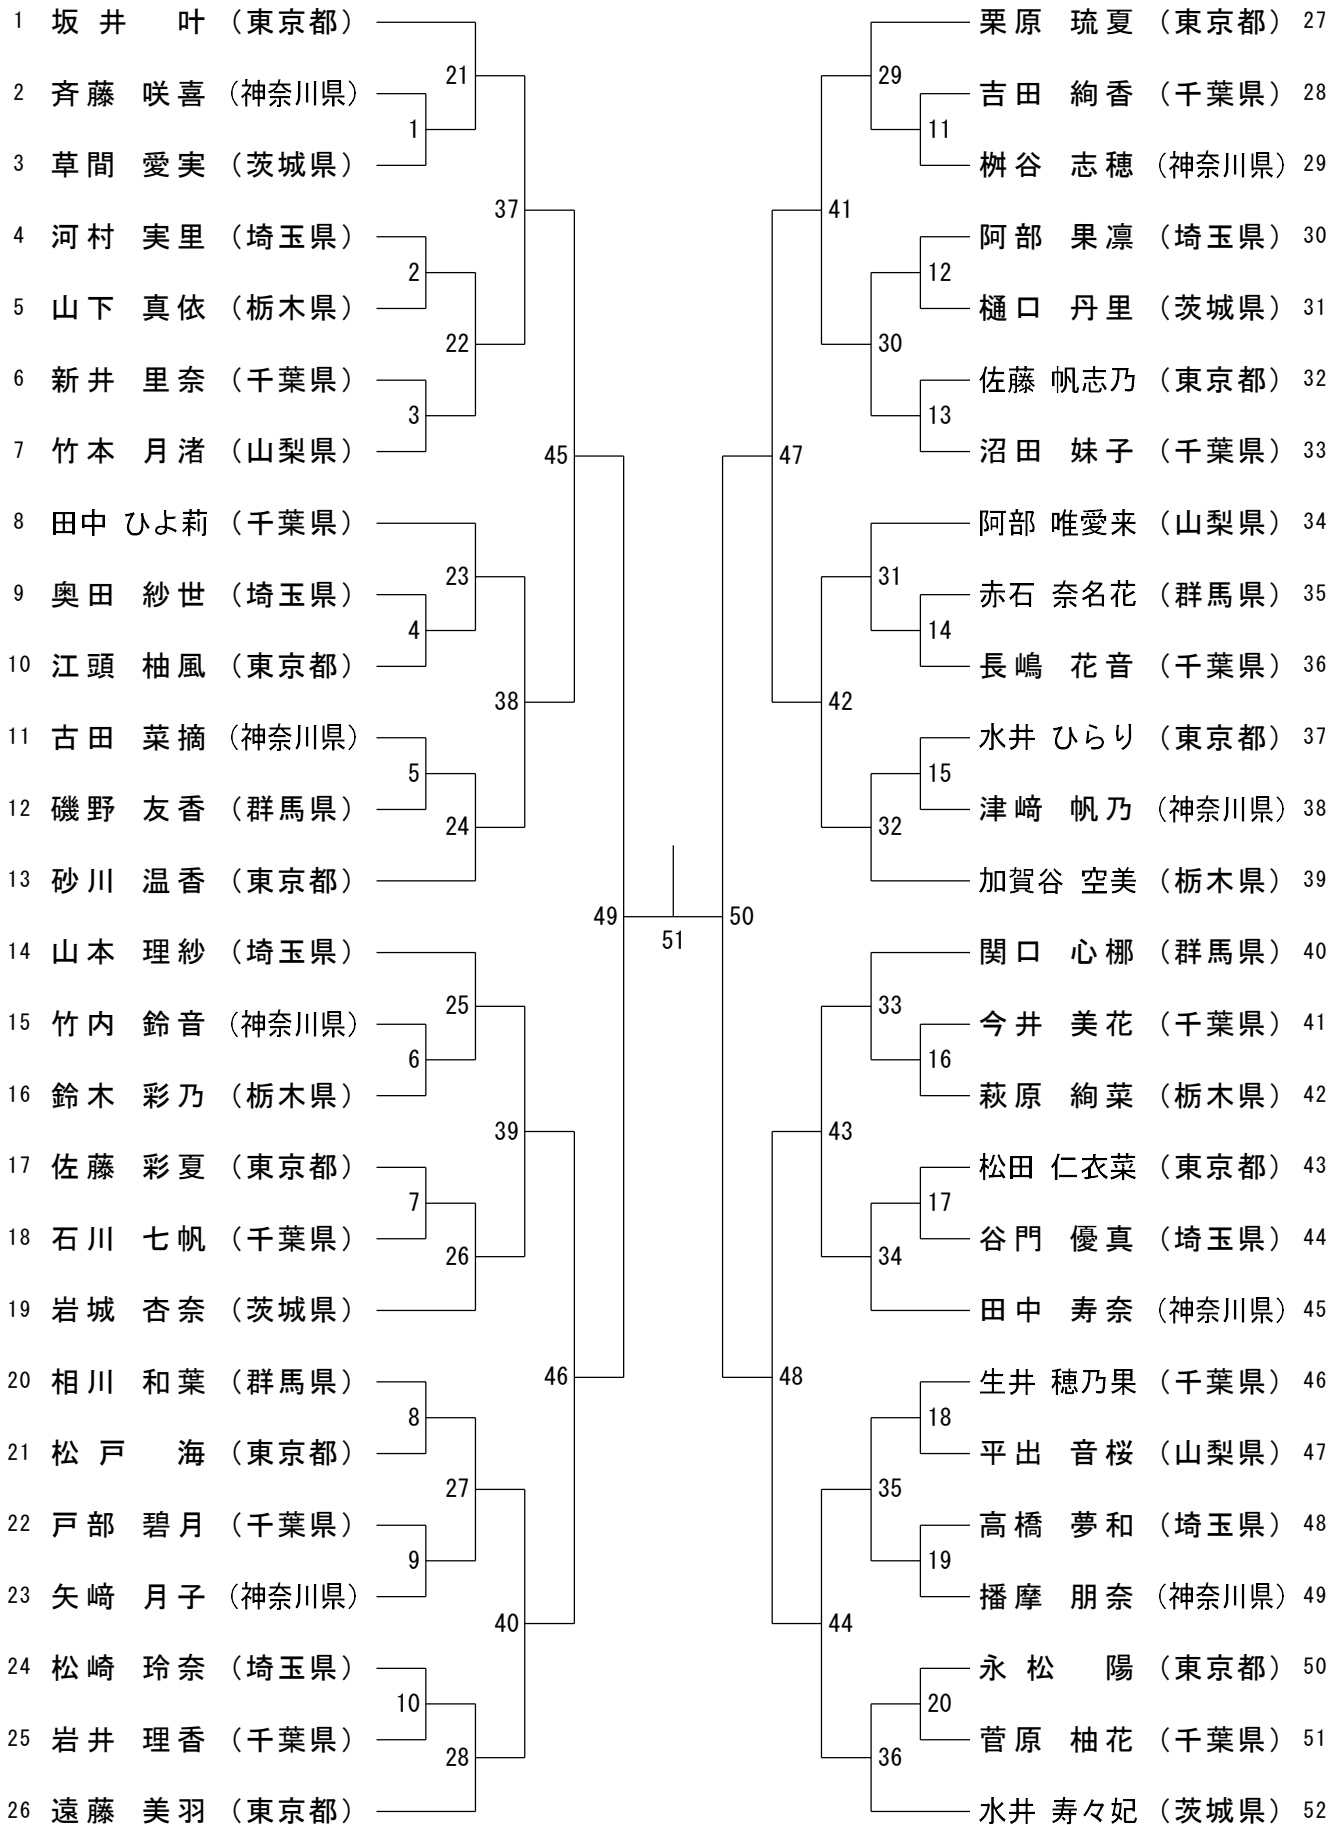 1 坂井 叶 (東京都)
2 斉藤 咲喜 (神奈川県)
3 草間 愛実 (茨城県)
4 河村 実里 (埼玉県)
5 山下 真依 (栃木県)
6 新井 里奈 (千葉県)
7 竹本 月渚 (山梨県)
8 田中 ひよ莉 (千葉県)
9 奥田 紗世 (埼玉県)
10 江頭 柚風 (東京都)
11 古田 菜摘 (神奈川県)
12 磯野 友香 (群馬県)
13 砂川 温香 (東京都)
14 山本 理紗 (埼玉県)
15 竹内 鈴音 (神奈川県)
16 鈴木 彩乃 (栃木県)
17 佐藤 彩夏 (東京都)
18 石川 七帆 (千葉県)
19 岩城 杏奈 (茨城県)
20 相川 和葉 (群馬県)
21 松戸 海 (東京都)
22 戸部 碧月 (千葉県)
23 矢﨑 月子 (神奈川県)
24 松崎 玲奈 (埼玉県)
25 岩井 理香 (千葉県)
26 遠藤 美羽 (東京都)
1
2
3
4
5
6
7
8
9
10
21
22
23
24
25
26
27
28
37
38
39
40
45
46
49
51
50
47
48
41
42
43
44
29
30
31
32
33
34
35
36
11
12
13
14
15
16
17
18
19
20
栗原 琉夏 (東京都) 27
吉田 絢香 (千葉県) 28
桝谷 志穂 (神奈川県) 29
阿部 果凛 (埼玉県) 30
樋口 丹里 (茨城県) 31
佐藤 帆志乃 (東京都) 32
沼田 妹子 (千葉県) 33
阿部 唯愛来 (山梨県) 34
赤石 奈名花 (群馬県) 35
長嶋 花音 (千葉県) 36
水井 ひらり (東京都) 37
津﨑 帆乃 (神奈川県) 38
加賀谷 空美 (栃木県) 39
関口 心梛 (群馬県) 40
今井 美花 (千葉県) 41
萩原 絢菜 (栃木県) 42
松田 仁衣菜 (東京都) 43
谷門 優真 (埼玉県) 44
田中 寿奈 (神奈川県) 45
生井 穂乃果 (千葉県) 46
平出 音桜 (山梨県) 47
高橋 夢和 (埼玉県) 48
播摩 朋奈 (神奈川県) 49
永松 陽 (東京都) 50
菅原 柚花 (千葉県) 51
水井 寿々妃 (茨城県) 52